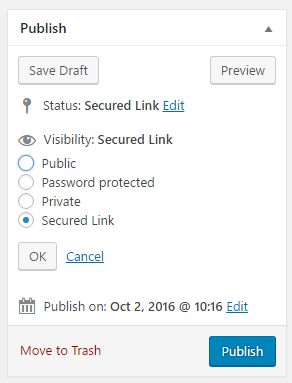 Publish
Save Draft Preview
Status: Secured Link Edit
Visibility: Secured Link
Public
Password protected
Private
Secured Link
OK Cancel
Publish on: Oct 2, 2016 @ 10:16 Edit
Move to Trash Publish